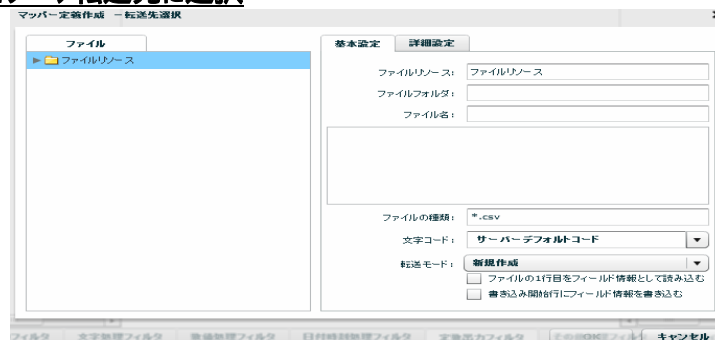 マッパー定義作成 －転送先選択
ファイル
ファイルリソース
基本設定 詳細設定
ファイルリソース: ファイルリソース
ファイルフォルダ:
ファイル名:
ファイルの種類: *.csv
文字コード: サーバーデフォルトコード
転送モード: 新規作成
ファイルの1行目をフィールド情報として読み込む
書き込み開始行にフィールド情報を書き込む
文字処理フィルタ 数値処理フィルタ 日付時刻処理フィルタ キャンセル